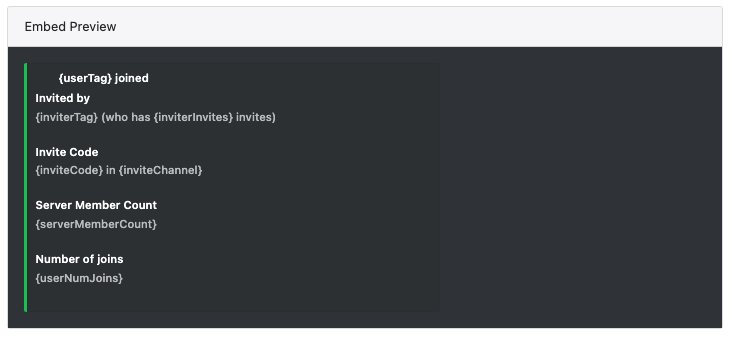 Embed Preview
{userTag} joined
Invited by
{inviterTag} (who has {inviterInvites} invites)
Invite Code
{inviteCode} in {inviteChannel}
Server Member Count
{serverMemberCount}
Number of joins
{userNumJoins}